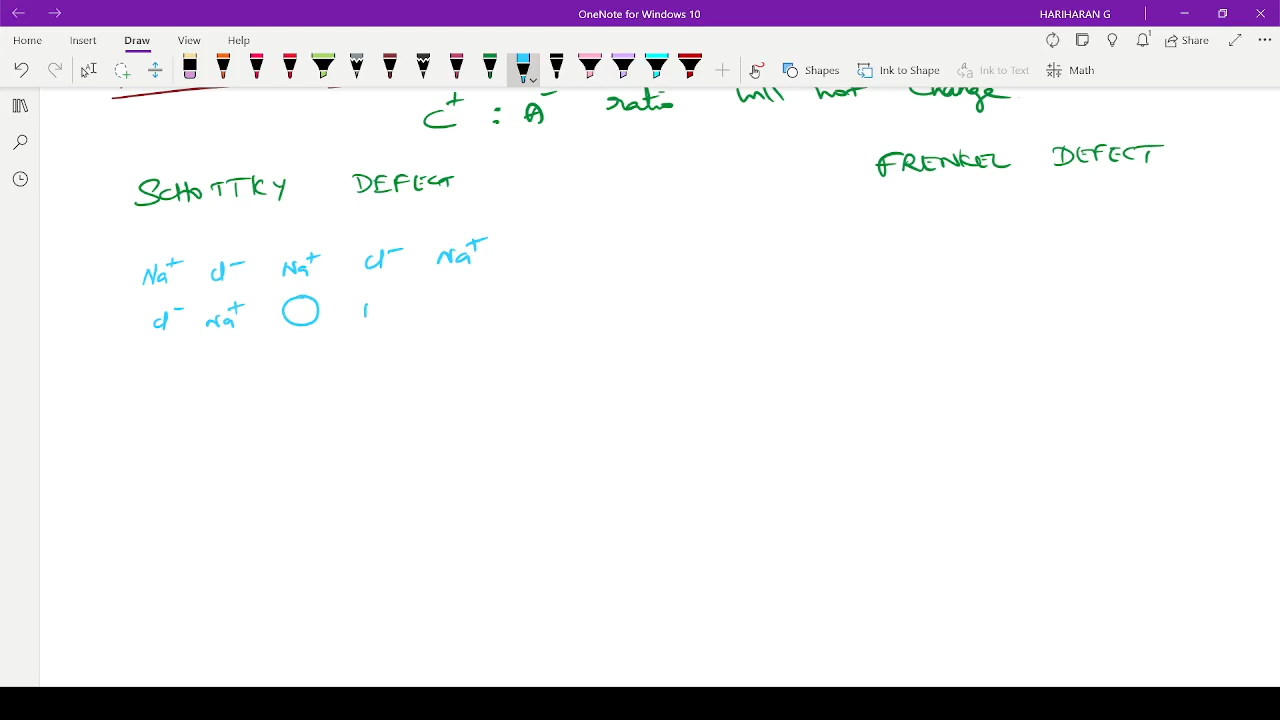 OneNote for Windows 10
HARIHARAN G
Home Insert Draw View Help
Share
Shapes Ink to Shape Ink to Text Math
C⁺ : A⁻ ratio will not change
SCHOTTKY DEFECT
FRENKEL DEFECT
Na⁺ Cl⁻ Na⁺ Cl⁻ Na⁺
Cl⁻ Na⁺